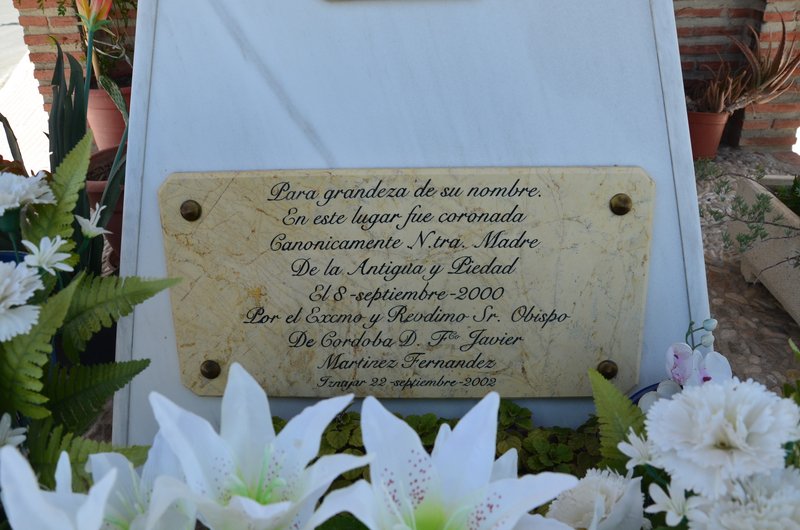 Para grandeza de su nombre.
En este lugar fue coronada
Canonicamente N.tra. Madre
De la Antigua y Piedad
El 8-septiembre-2000
Por el Excmo y Revdimo Sr. Obispo
De Cordoba D. Fco Javier
Martinez Fernandez
Iznajar 22-septiembre-2002